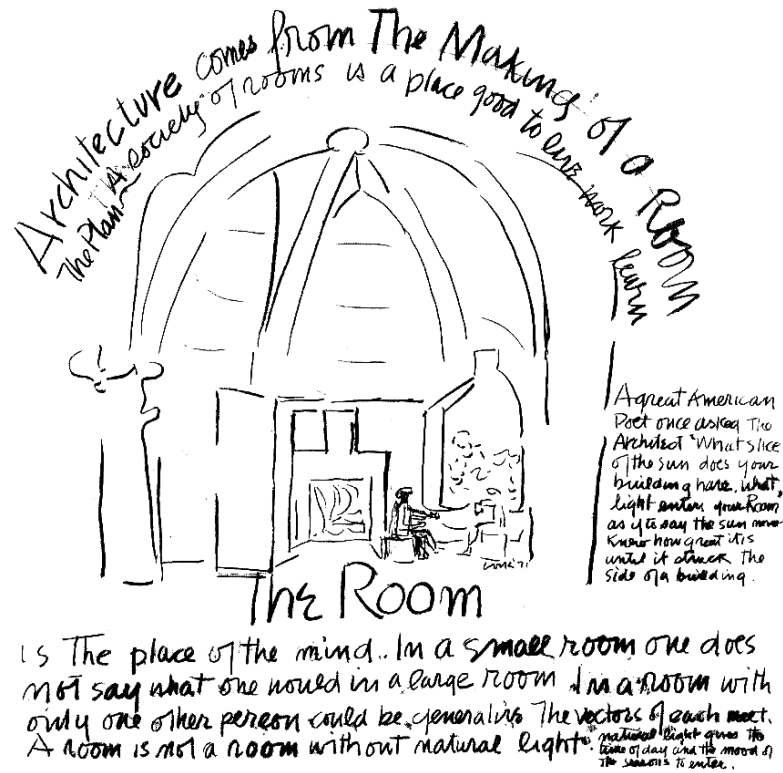 Architecture comes from The Making of a Room
The Plan A society of rooms is a place good to live work learn
A great American
Poet once asked The
Architect "What slice
of the sun does your
building have, what
light enters your Room
as if to say the sun never
knew how great it is
until it struck the
side of a building.
Lou K '71
The Room
is The place of the mind. In a small room one does
not say what one would in a large room In a room with
only one other person could be generative The vectors of each meet.
A room is not a room without natural light natural light gives the
time of day and the mood of
the seasons to enter.